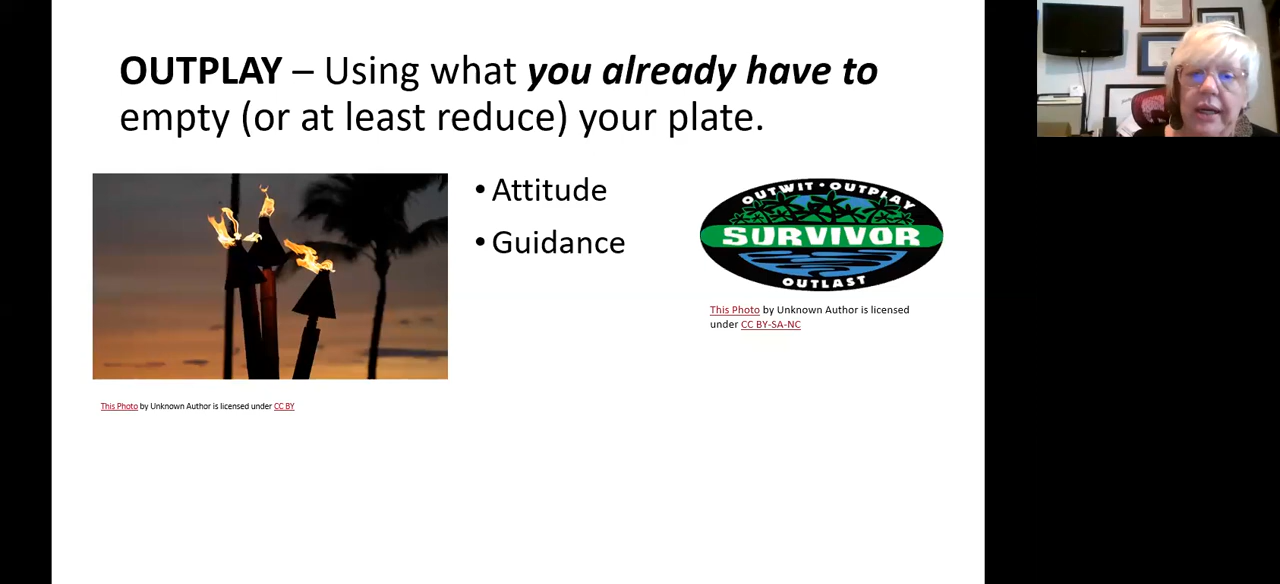 OUTPLAY – Using what you already have to
empty (or at least reduce) your plate.
• Attitude
• Guidance
OUTWIT • OUTPLAY
SURVIVOR
OUTLAST
This Photo by Unknown Author is licensed
under CC BY-SA-NC
This Photo by Unknown Author is licensed under CC BY